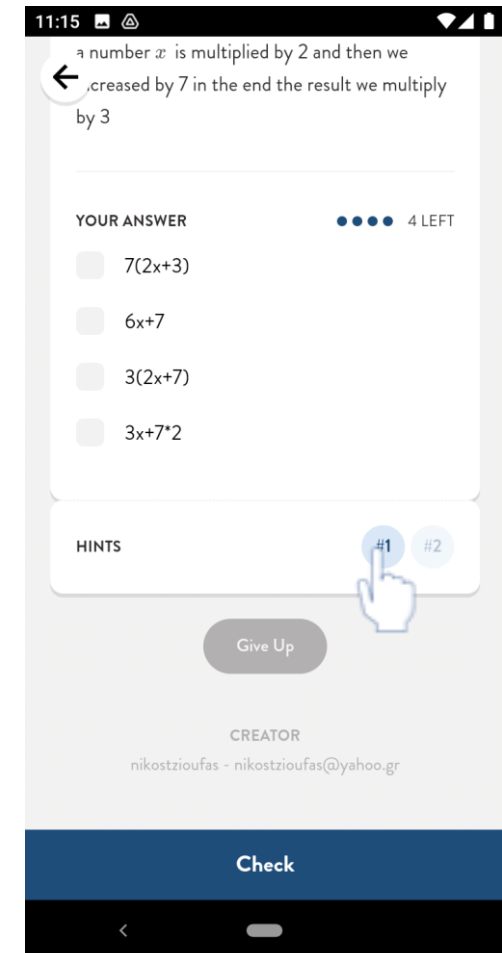 11:15
a number x is multiplied by 2 and then we
increased by 7 in the end the result we multiply
by 3
YOUR ANSWER 4 LEFT
7(2x+3)
6x+7
3(2x+7)
3x+7*2
HINTS #1 #2
Give Up
CREATOR
nikostzioufas - nikostzioufas@yahoo.gr
Check